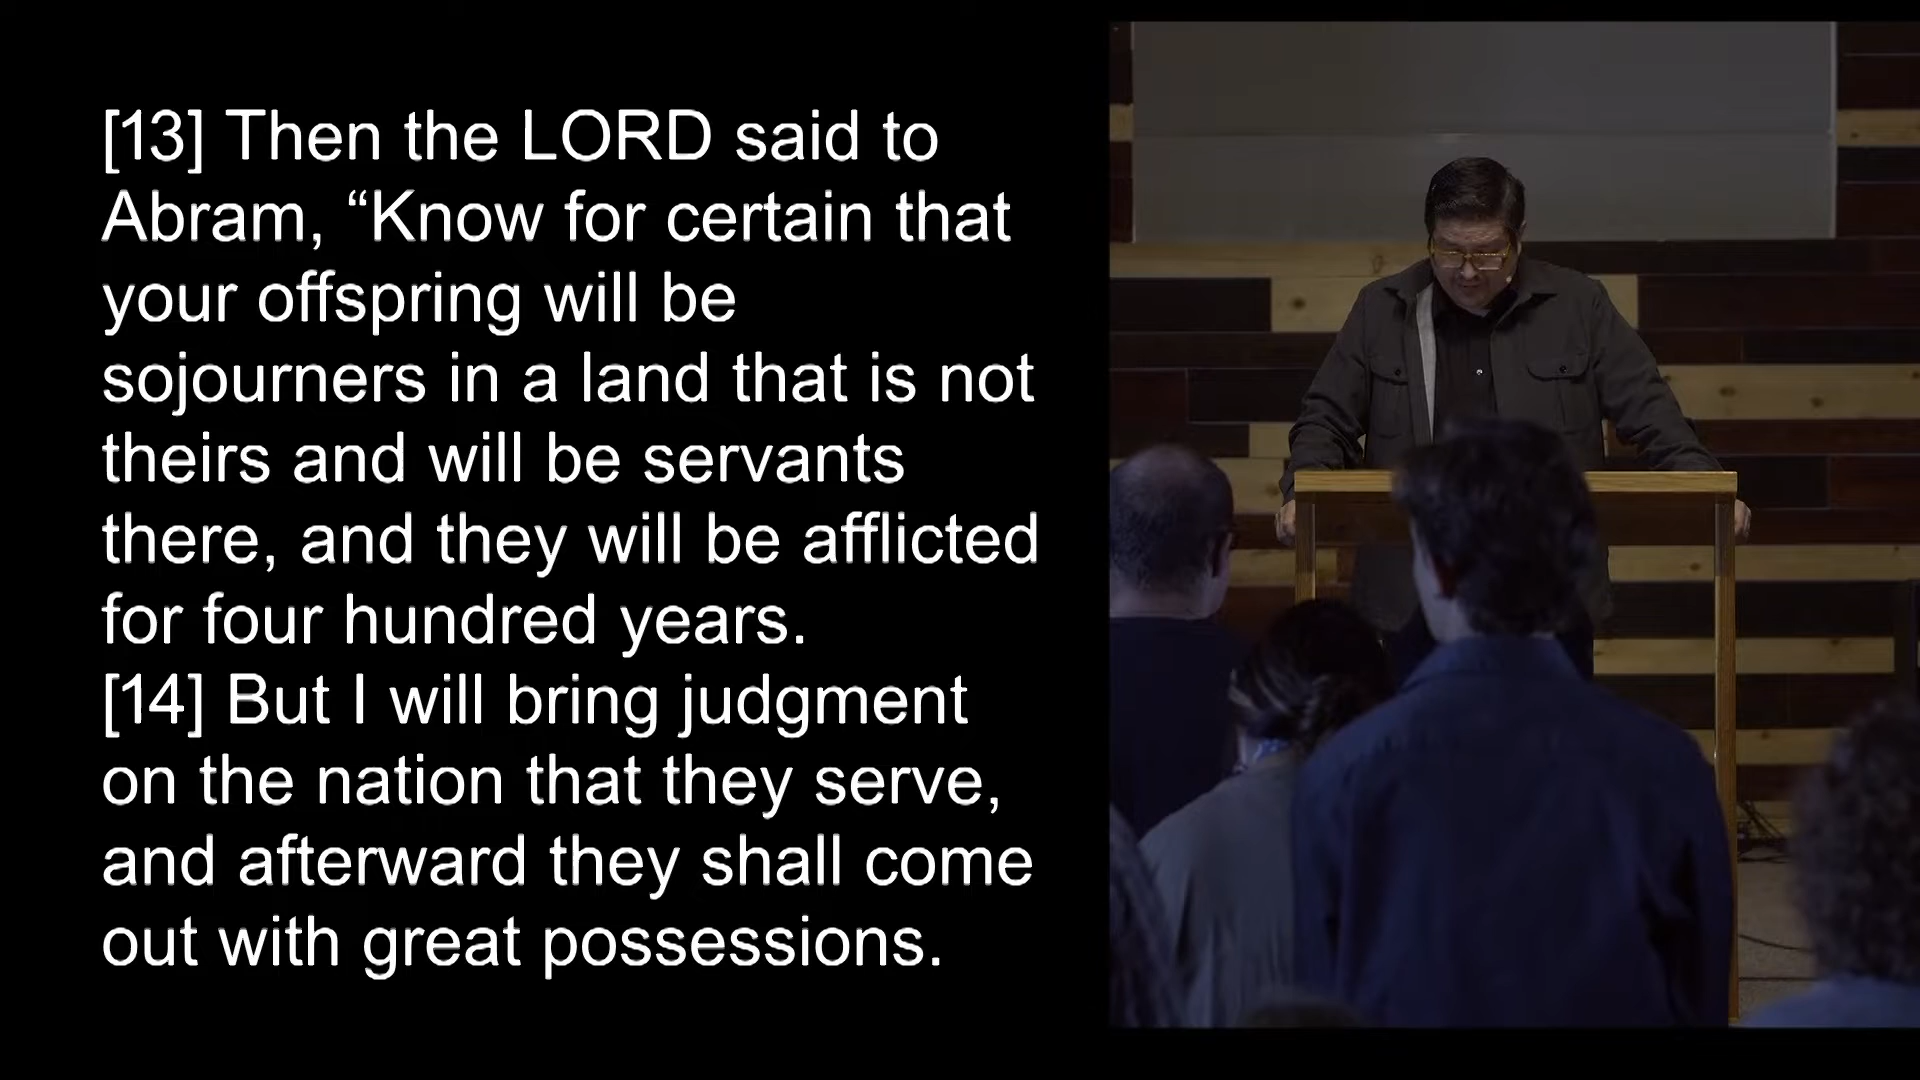 [13] Then the LORD said to
Abram, “Know for certain that
your offspring will be
sojourners in a land that is not
theirs and will be servants
there, and they will be afflicted
for four hundred years.
[14] But I will bring judgment
on the nation that they serve,
and afterward they shall come
out with great possessions.